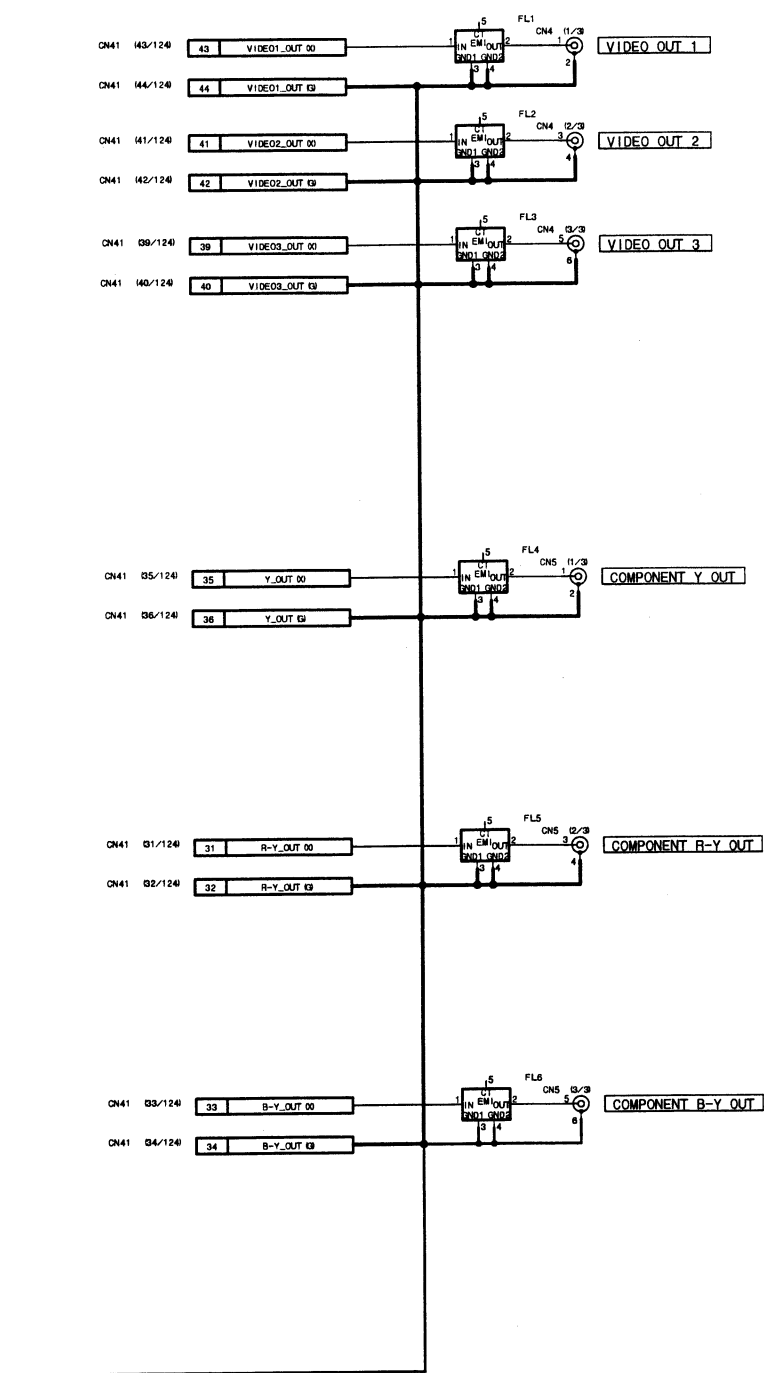 5 FL1
CN41 (43/124) 43 VIDEO1_OUT (X) 1 IN CT EMI OUT 2 CN4 (1/3) 1 VIDEO OUT 1
GND1 GND2 2
3 4
CN41 (44/124) 44 VIDEO1_OUT (G)
5 FL2
CN41 (41/124) 41 VIDEO2_OUT (X) 1 IN CT EMI OUT 2 CN4 (2/3) 3 VIDEO OUT 2
GND1 GND2 4
3 4
CN41 (42/124) 42 VIDEO2_OUT (G)
5 FL3
CN41 (39/124) 39 VIDEO3_OUT (X) 1 IN CT EMI OUT 2 CN4 (3/3) 5 VIDEO OUT 3
GND1 GND2 6
3 4
CN41 (40/124) 40 VIDEO3_OUT (G)
5 FL4
CN41 (35/124) 35 Y_OUT (X) 1 IN CT EMI OUT 2 CN5 (1/3) 1 COMPONENT Y OUT
GND1 GND2 2
3 4
CN41 (36/124) 36 Y_OUT (G)
5 FL5
CN41 (31/124) 31 R-Y_OUT (X) 1 IN CT EMI OUT 2 CN5 (2/3) 3 COMPONENT R-Y OUT
GND1 GND2 4
3 4
CN41 (32/124) 32 R-Y_OUT (G)
5 FL6
CN41 (33/124) 33 B-Y_OUT (X) 1 IN CT EMI OUT 2 CN5 (3/3) 5 COMPONENT B-Y OUT
GND1 GND2 6
3 4
CN41 (34/124) 34 B-Y_OUT (G)